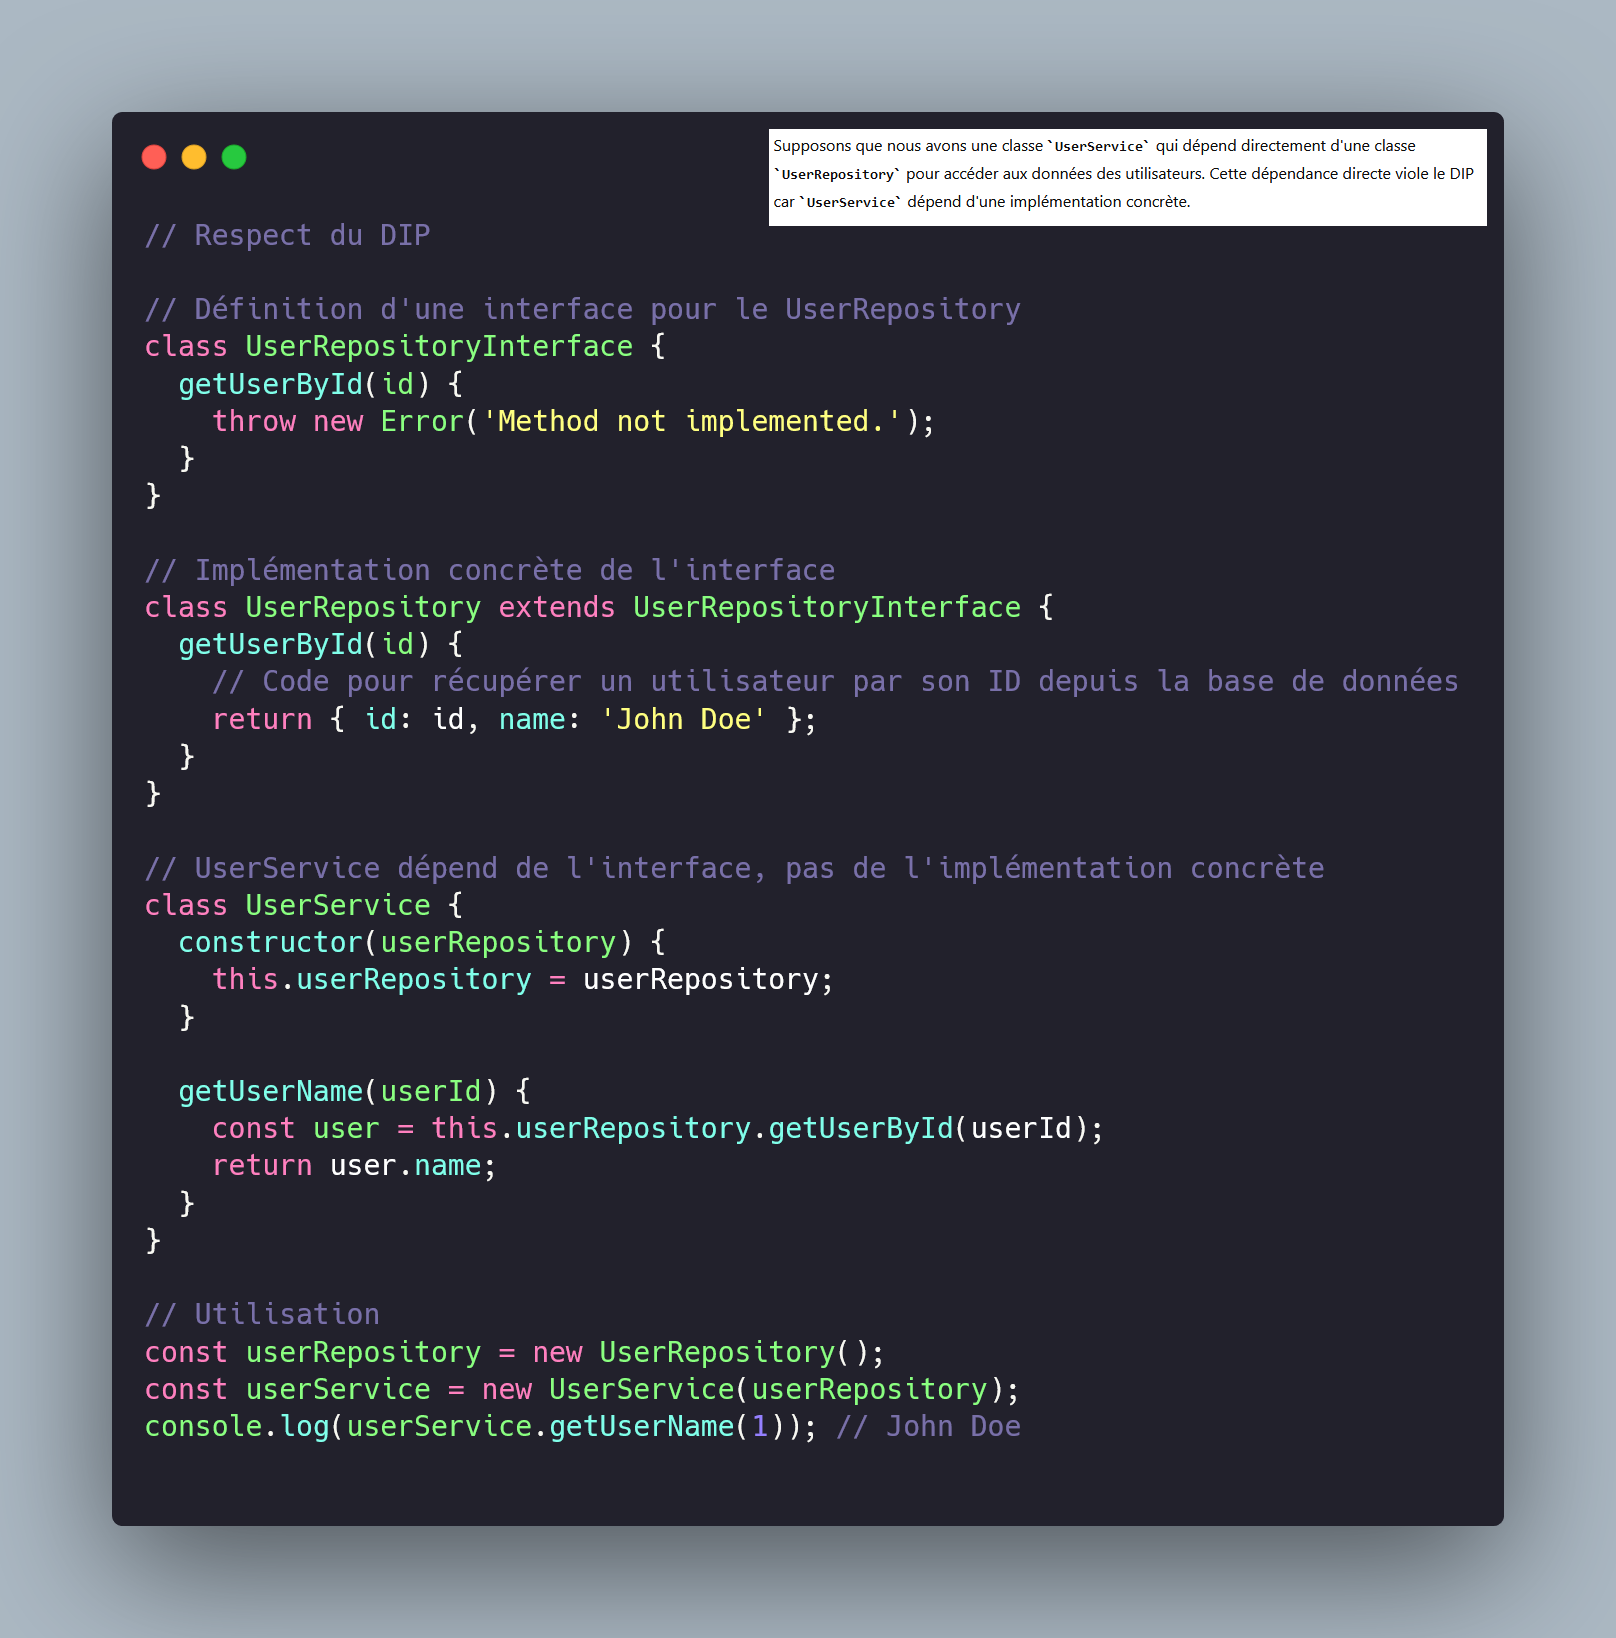 Supposons que nous avons une classe `UserService` qui dépend directement d'une classe
`UserRepository` pour accéder aux données des utilisateurs. Cette dépendance directe viole le DIP
car `UserService` dépend d'une implémentation concrète.
// Respect du DIP
// Définition d'une interface pour le UserRepository
class UserRepositoryInterface {
  getUserById(id) {
    throw new Error('Method not implemented.');
  }
}
// Implémentation concrète de l'interface
class UserRepository extends UserRepositoryInterface {
  getUserById(id) {
    // Code pour récupérer un utilisateur par son ID depuis la base de données
    return { id: id, name: 'John Doe' };
  }
}
// UserService dépend de l'interface, pas de l'implémentation concrète
class UserService {
  constructor(userRepository) {
    this.userRepository = userRepository;
  }
  getUserName(userId) {
    const user = this.userRepository.getUserById(userId);
    return user.name;
  }
}
// Utilisation
const userRepository = new UserRepository();
const userService = new UserService(userRepository);
console.log(userService.getUserName(1)); // John Doe